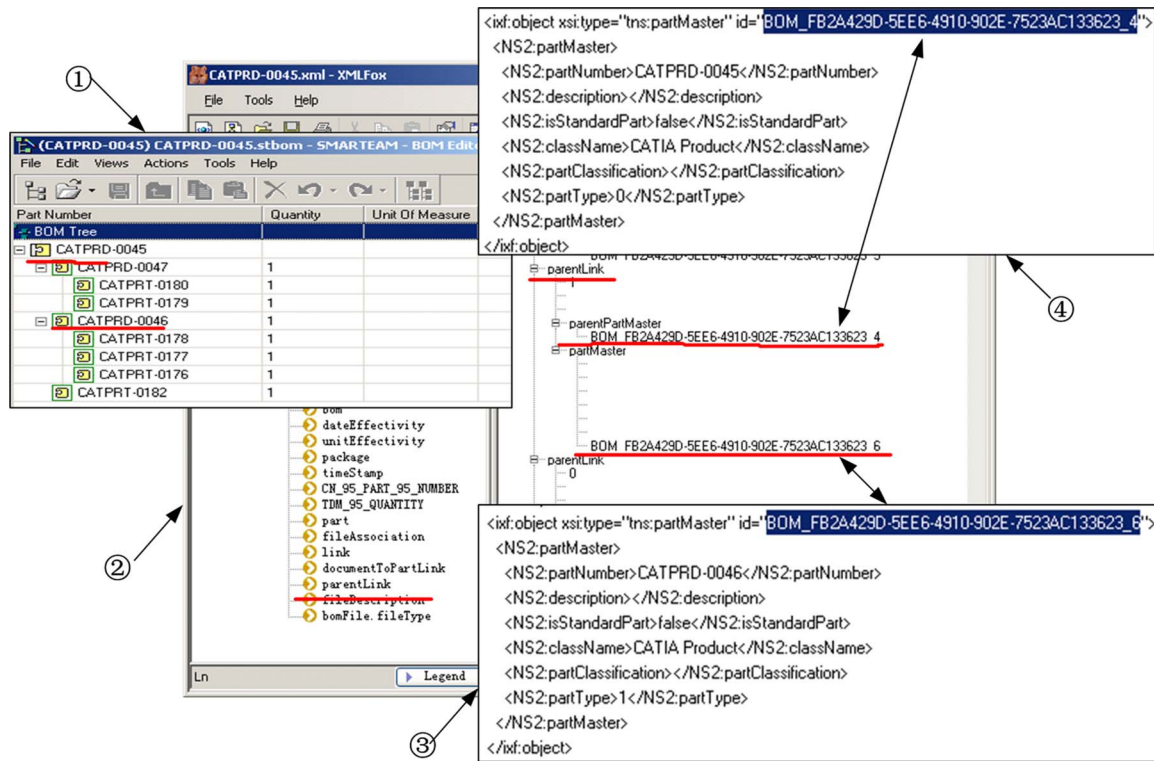 ①
CATPRD-0045.xml - XMLFox
File Tools Help
(CATPRD-0045) CATPRD-0045.stbom - SMARTEAM - BOM Edito
File Edit Views Actions Tools Help
Part Number Quantity Unit Of Measure
BOM Tree
CATPRD-0045
CATPRD-0047 1
CATPRT-0180 1
CATPRT-0179 1
CATPRD-0046 1
CATPRT-0178 1
CATPRT-0177 1
CATPRT-0176 1
CATPRT-0182 1
bom
dateEffectivity
unitEffectivity
package
timeStamp
CN_95_PART_95_NUMBER
TDM_95_QUANTITY
part
fileAssociation
link
documentToPartLink
parentLink
fileDescription
bomFile.fileType
Ln Legend
②
<ixf:object xsi:type="tns:partMaster" id="BOM_FB2A429D-5EE6-4910-902E-7523AC133623_4">
<NS2:partMaster>
<NS2:partNumber>CATPRD-0045</NS2:partNumber>
<NS2:description></NS2:description>
<NS2:isStandardPart>false</NS2:isStandardPart>
<NS2:className>CATIA Product</NS2:className>
<NS2:partClassification></NS2:partClassification>
<NS2:partType>0</NS2:partType>
</NS2:partMaster>
</ixf:object>
④
BOM_FB2A429D-5EE6-4910-902E-7523AC133623_5
parentLink
1
parentPartMaster
BOM_FB2A429D-5EE6-4910-902E-7523AC133623_4
partMaster
BOM_FB2A429D-5EE6-4910-902E-7523AC133623_6
parentLink
0
<ixf:object xsi:type="tns:partMaster" id="BOM_FB2A429D-5EE6-4910-902E-7523AC133623_6">
<NS2:partMaster>
<NS2:partNumber>CATPRD-0046</NS2:partNumber>
<NS2:description></NS2:description>
<NS2:isStandardPart>false</NS2:isStandardPart>
<NS2:className>CATIA Product</NS2:className>
<NS2:partClassification></NS2:partClassification>
<NS2:partType>1</NS2:partType>
</NS2:partMaster>
</ixf:object>
③